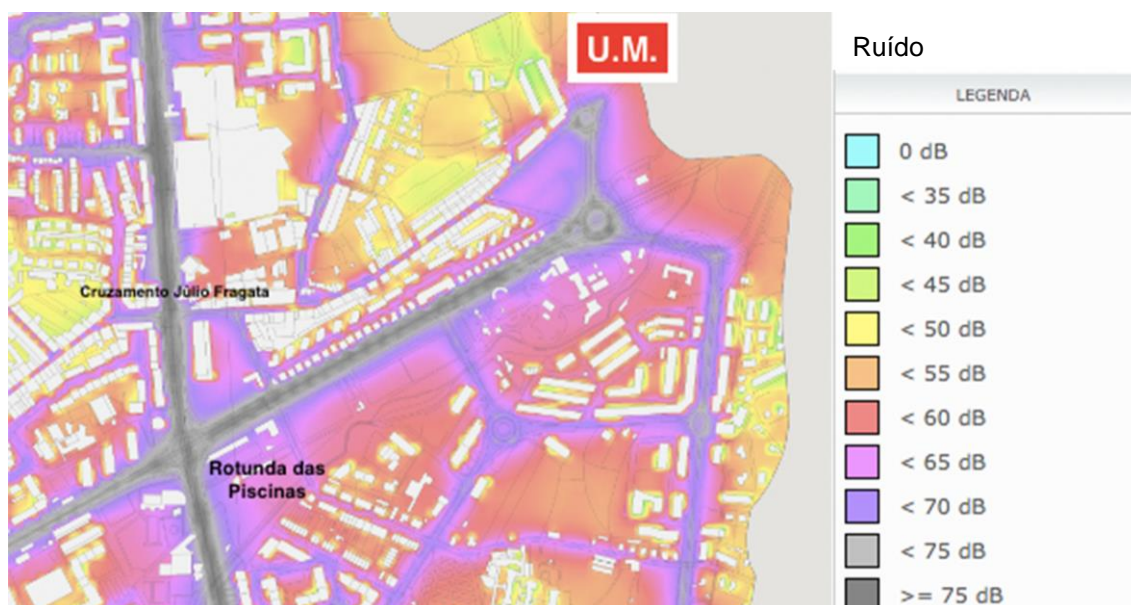 U.M.
Cruzamento Júlio Fragata
Rotunda das
Piscinas
Ruído
LEGENDA
0 dB
< 35 dB
< 40 dB
< 45 dB
< 50 dB
< 55 dB
< 60 dB
< 65 dB
< 70 dB
< 75 dB
>= 75 dB